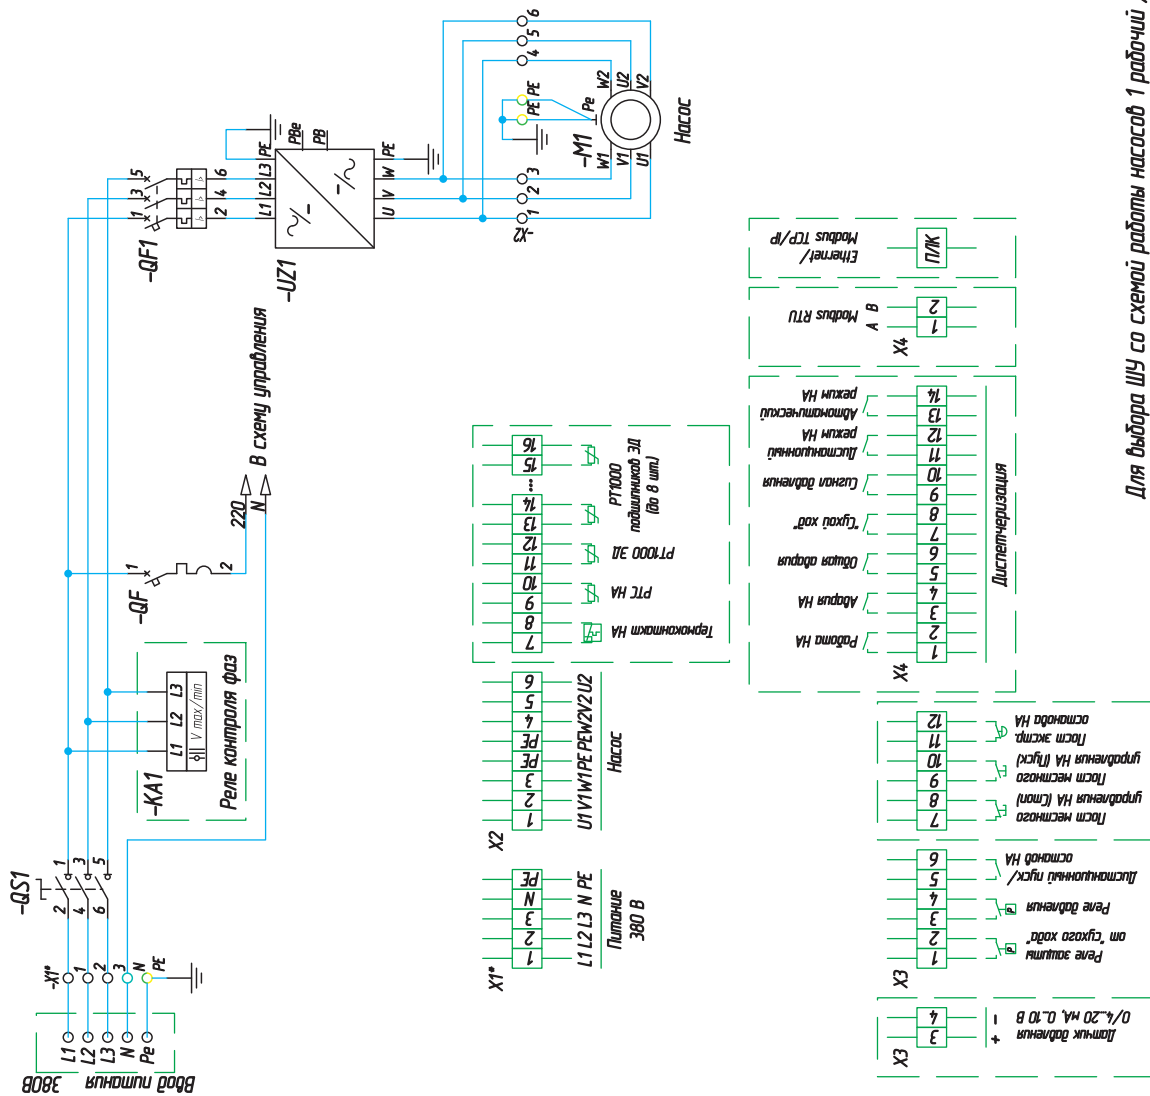 Ввод питания 380В
L1
L2
L3
N
Pe
-X1*
1
2
3
N
PE
-QS1
2
4
6
1
3
5
-KA1
L1
L2
L3
V max/min
Реле контроля фаз
-QF
1
2
220
N
В схему управления
-QF1
1
3
5
2
4
6
-UZ1
L1
L2
L3
PE
PBe
PB
U
V
W
PE
-X2
1
2
3
PE
PE
4
5
6
-M1
Pe
W1
V1
U1
W2
U2
V2
Насос
X1*
1
2
3
N
PE
L1 L2 L3 N PE
Питание
380 В
X2
1
2
3
PE
PE
4
5
6
U1 V1 W1 PE PE W2 V2 U2
Насос
7
8
9
10
11
12
13
14
...
15
16
Термоконтакт НА
РТС НА
РТ1000 ЭД
РТ1000
подшипников ЭД
(до 8 шт.)
X3
3
4
+
-
Датчик давления
0/4...20 мА, 0...10 В
X3
1
2
3
4
5
6
P
Реле защиты
от "сухого хода"
P
Реле давления
Дистанционный пуск/
останов НА
7
8
9
10
11
12
Пост местного
управления НА (Стоп)
Пост местного
управления НА (Пуск)
Пост экстр.
останова НА
X4
1
2
3
4
5
6
7
8
9
10
11
12
13
14
Работа НА
Авария НА
Общая авария
"Сухой ход"
Сигнал давления
Дистанционный
режим НА
Автоматический
режим НА
Диспетчеризация
X4
1
2
A
B
Modbus RTU
П/К
Ethernet/
Modbus TCP/IP
Для выбора ШУ со схемой работы насосов 1 рабочий